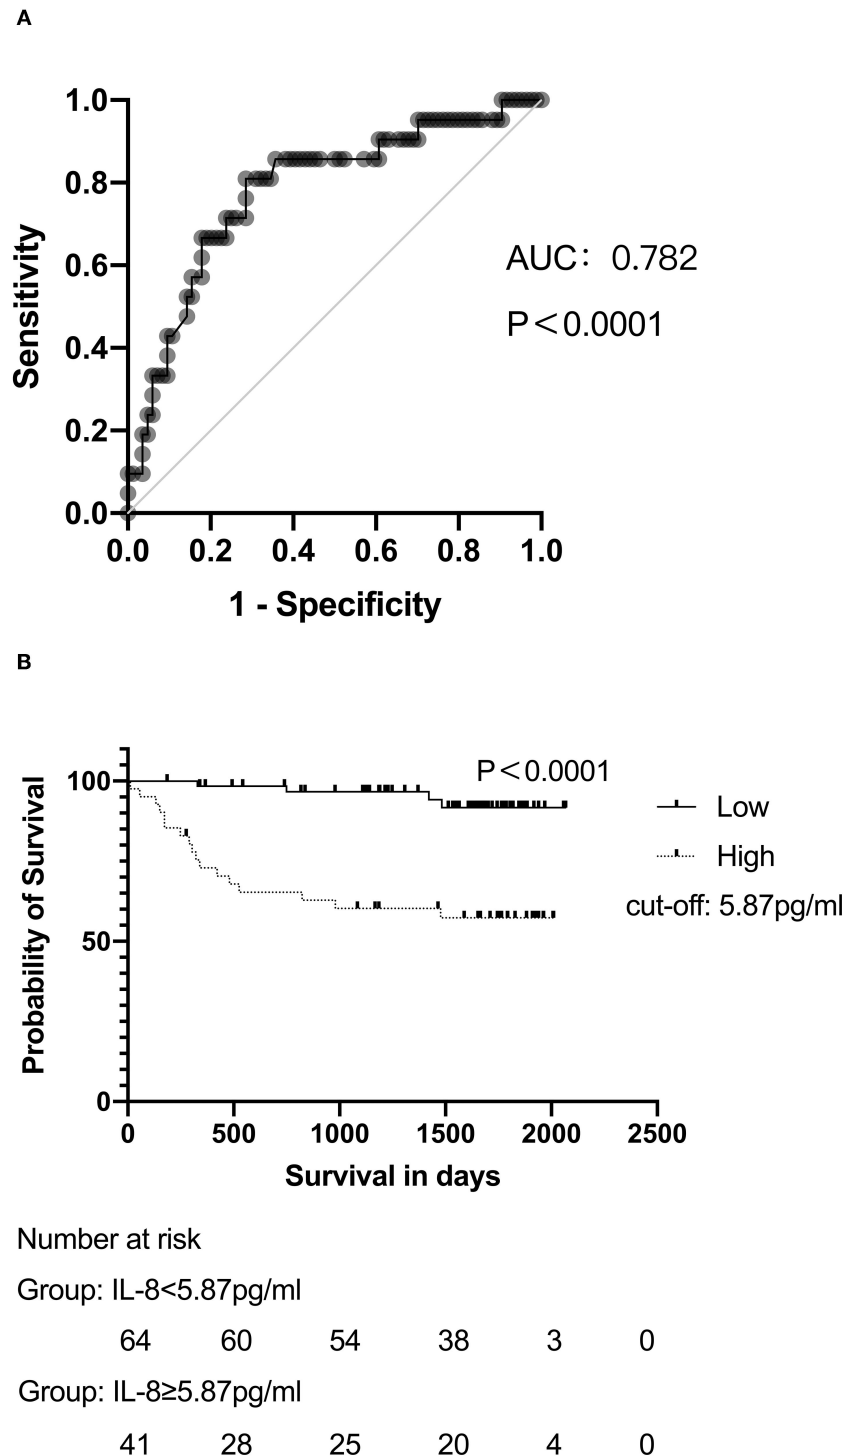 A
1.0
0.8
0.6
0.4
0.2
0.0
Sensitivity
AUC: 0.782
P<0.0001
0.0 0.2 0.4 0.6 0.8 1.0
1 - Specificity
B
P<0.0001
100
50
0
Probability of Survival
Low
High
cut-off: 5.87pg/ml
0 500 1000 1500 2000 2500
Survival in days
Number at risk
Group: IL-8<5.87pg/ml
64 60 54 38 3 0
Group: IL-8≥5.87pg/ml
41 28 25 20 4 0